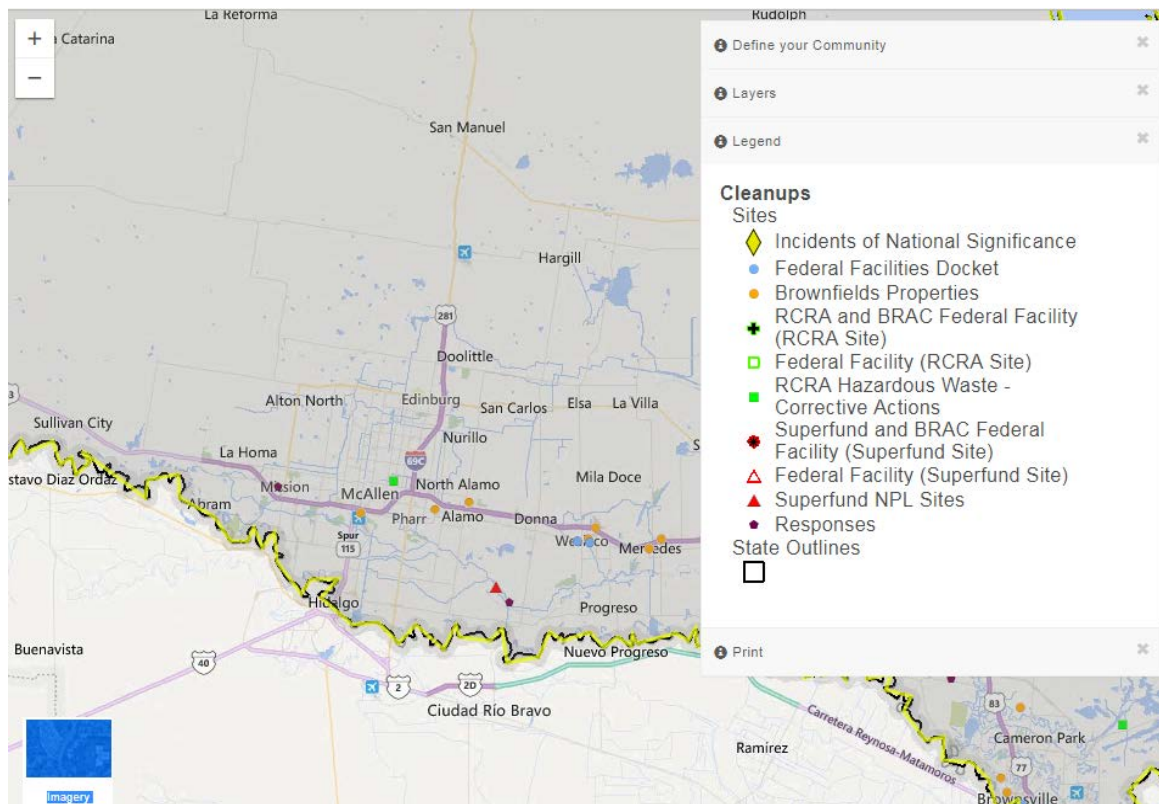 La Reforma
Rudolph
Catarina
+
−
San Manuel
Hargill
281
Doolittle
Alton North
Edinburg
San Carlos
Elsa
La Villa
Sullivan City
Nurillo
La Homa
69C
Mila Doce
stavo Diaz Ordaz
Abram
Mission
McAllen
North Alamo
Pharr
Alamo
Donna
Weslaco
Mercedes
Spur
115
Hidalgo
Progreso
Buenavista
Nuevo Progreso
40
2
2D
Ciudad Río Bravo
Ramírez
Carretera Reynosa-Matamoros
83
Cameron Park
77
Brownsville
Imagery
Define your Community
Layers
Legend
Cleanups
Sites
Incidents of National Significance
Federal Facilities Docket
Brownfields Properties
RCRA and BRAC Federal Facility
(RCRA Site)
Federal Facility (RCRA Site)
RCRA Hazardous Waste -
Corrective Actions
Superfund and BRAC Federal
Facility (Superfund Site)
Federal Facility (Superfund Site)
Superfund NPL Sites
Responses
State Outlines
Print